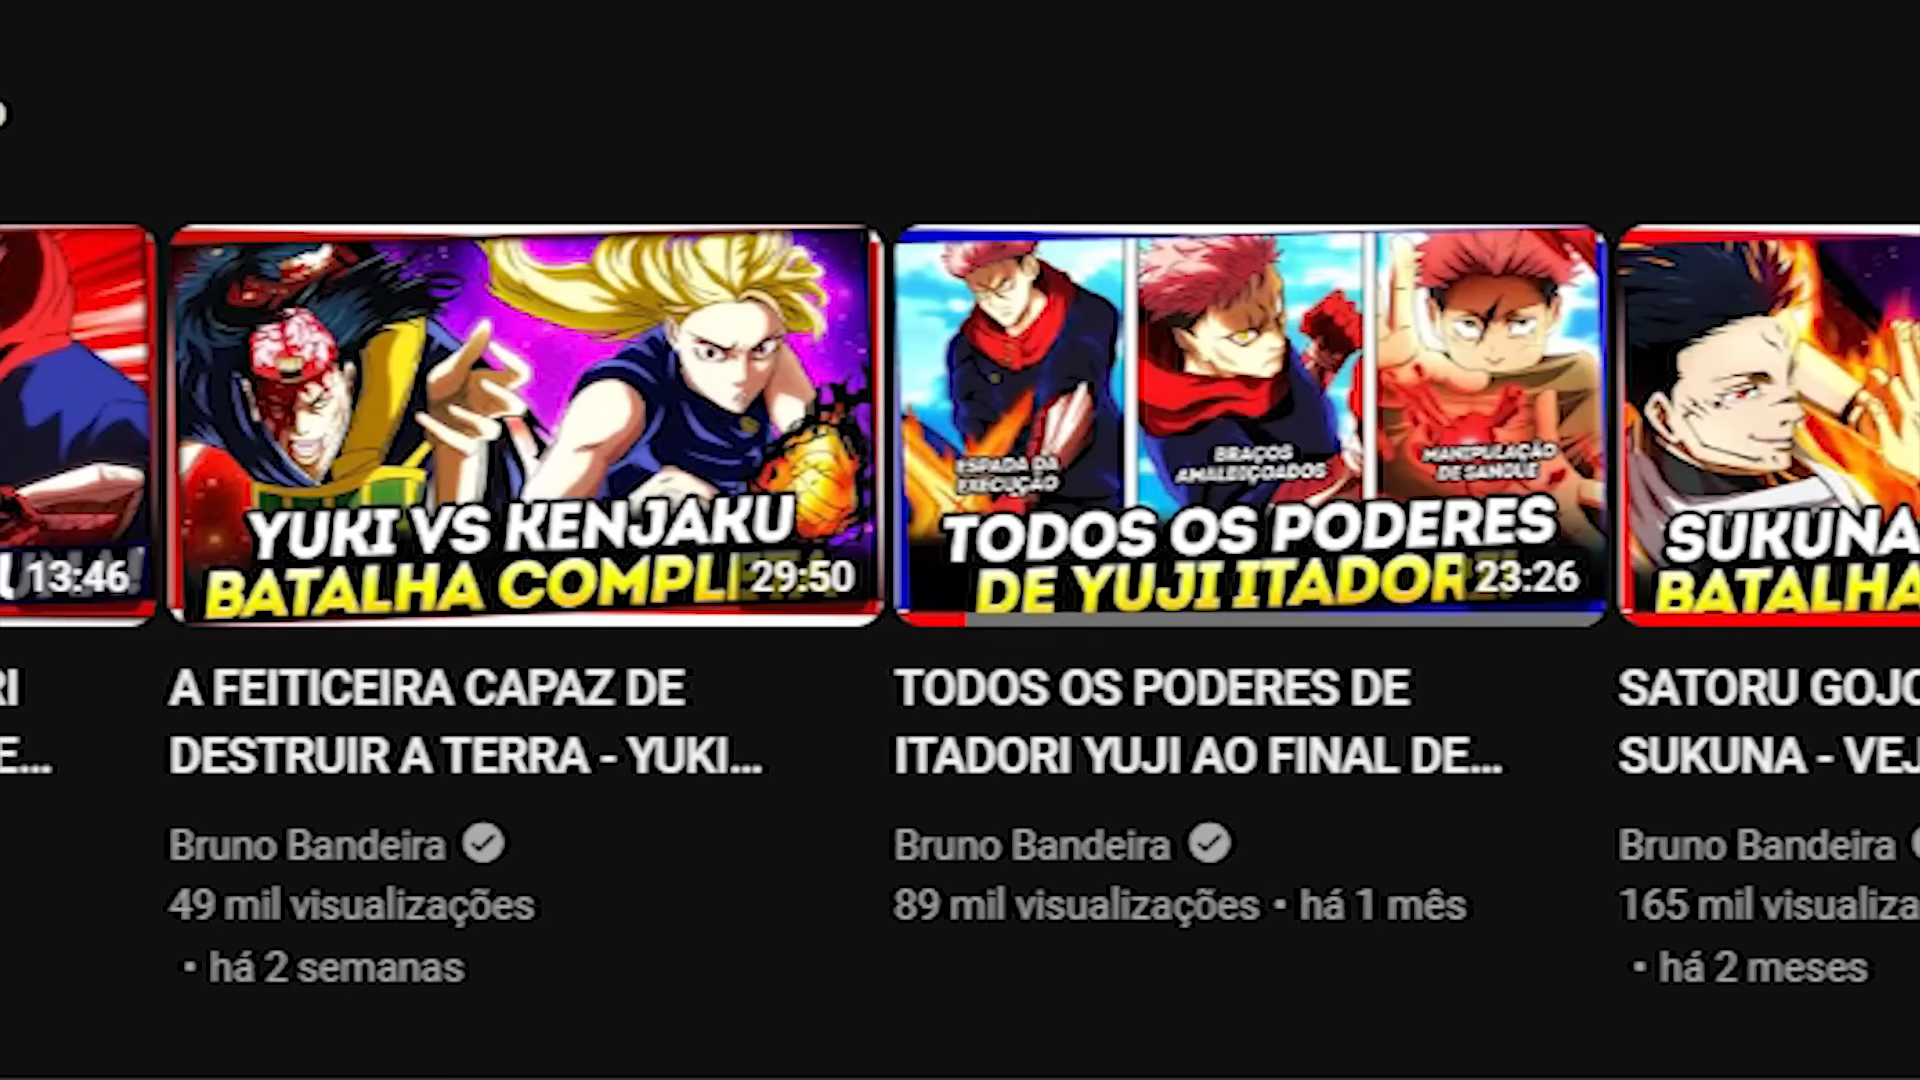 13:46
YUKI VS KENJAKU
BATALHA COMPL
29:50
ESPADA DA
EXECUÇÃO
BRAÇOS
AMALDIÇOADOS
MANIPULAÇÃO
DE SANGUE
TODOS OS PODERES
DE YUJI ITADOR
23:26
SUKUNA
BATALHA
RI
E...
A FEITICEIRA CAPAZ DE
DESTRUIR A TERRA - YUKI...
Bruno Bandeira
49 mil visualizações
• há 2 semanas
TODOS OS PODERES DE
ITADORI YUJI AO FINAL DE...
Bruno Bandeira
89 mil visualizações • há 1 mês
SATORU GOJO
SUKUNA - VEJ
Bruno Bandeira
165 mil visualiza
• há 2 meses